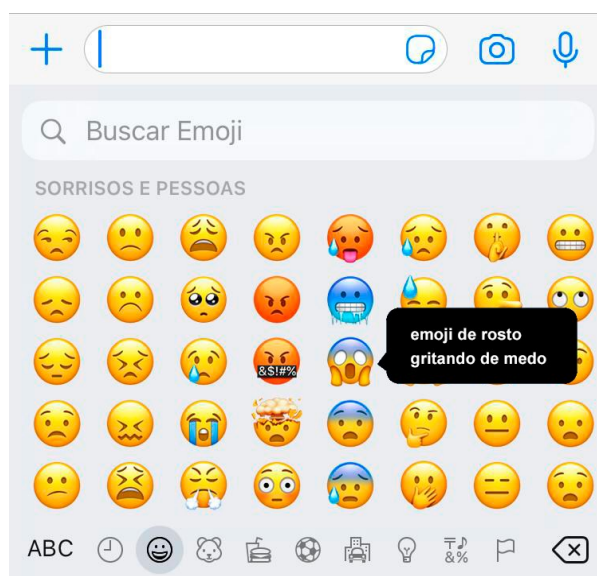 Buscar Emoji
SORRISOS E PESSOAS
&$!#%
emoji de rosto
gritando de medo
ABC
&%